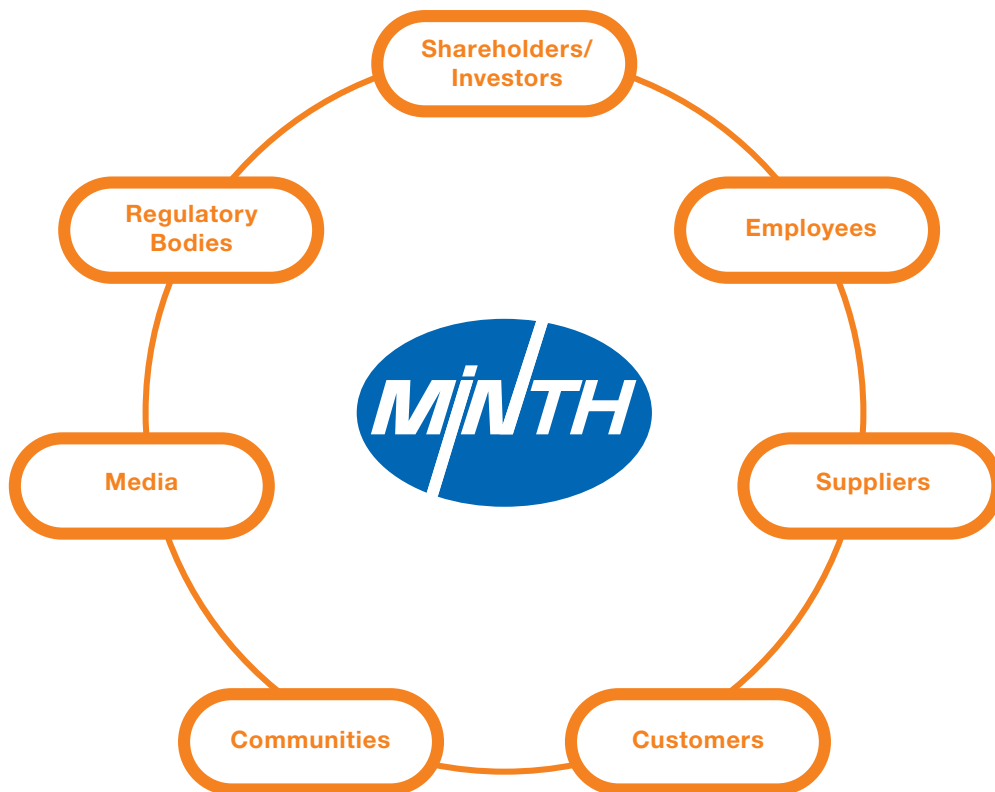 Shareholders/
Investors
Regulatory
Bodies
Employees
MiNTH
Media
Suppliers
Communities
Customers